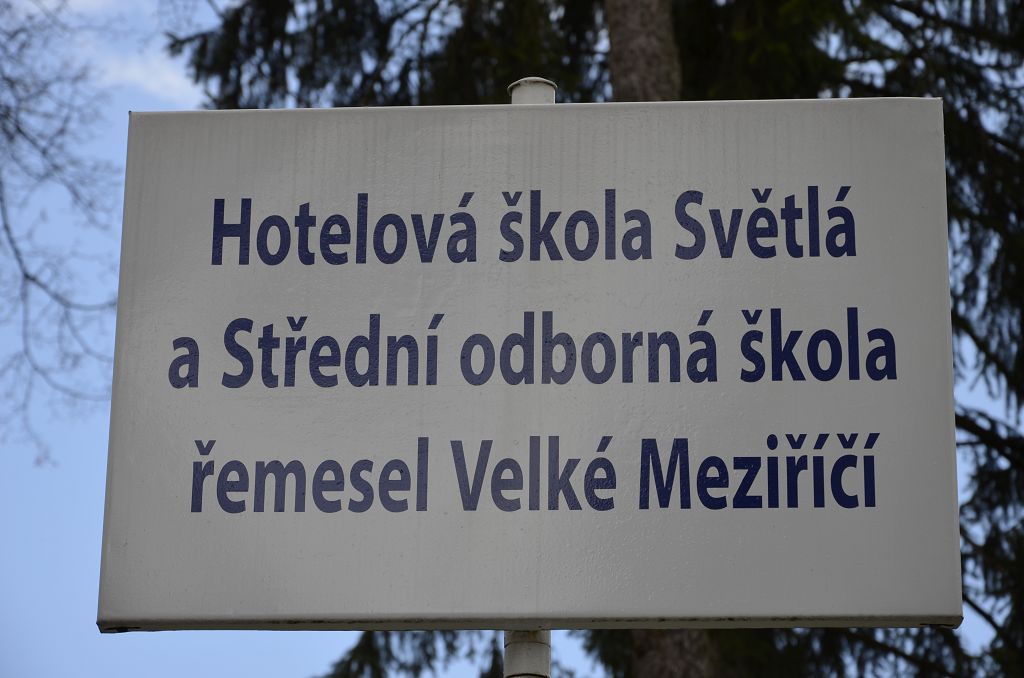 Hotelová škola Světlá
a Střední odborná škola
řemesel Velké Meziříčí